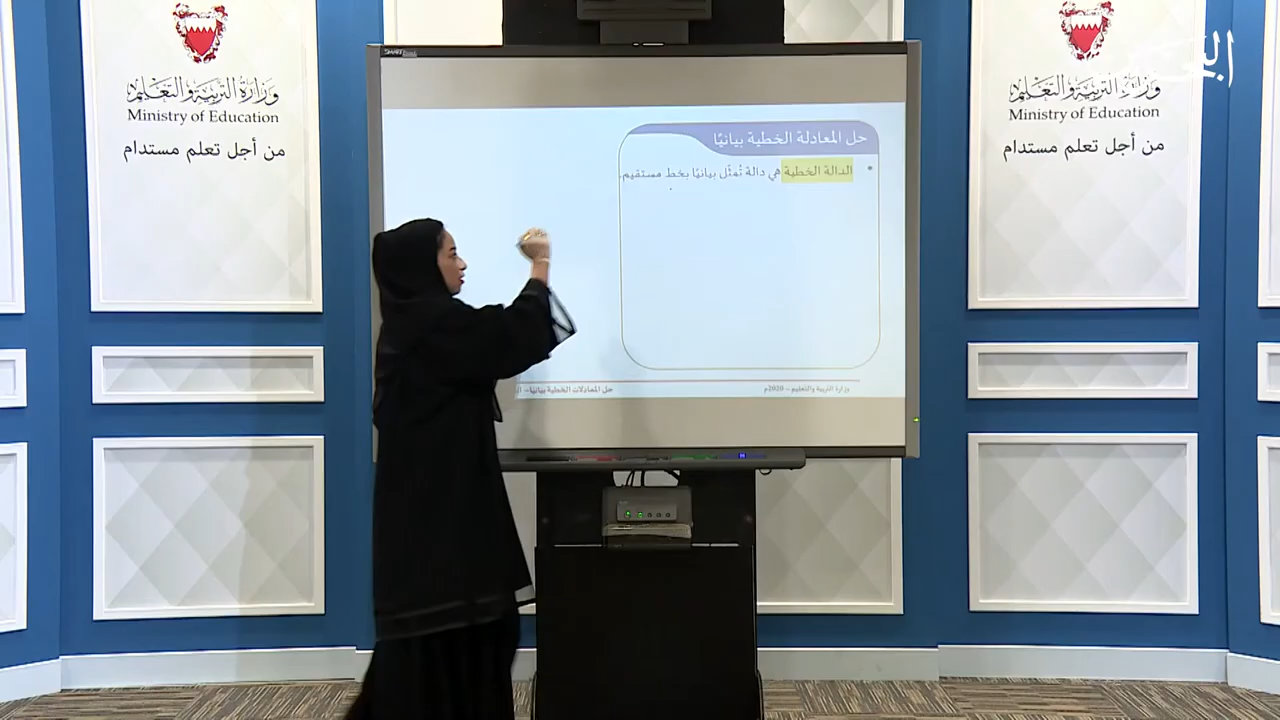 وزارة التربية والتعليم
Ministry of Education
من أجل تعلم مستدام
SMART
حل المعادلة الخطية بيانيًا
• الدالة الخطية هي دالة تُمثّل بيانيًا بخط مستقيم.
وزارة التربية والتعليم – 2020م
حل المعادلات الخطية بيانيًا –
وزارة التربية والتعليم
Ministry of Education
من أجل تعلم مستدام